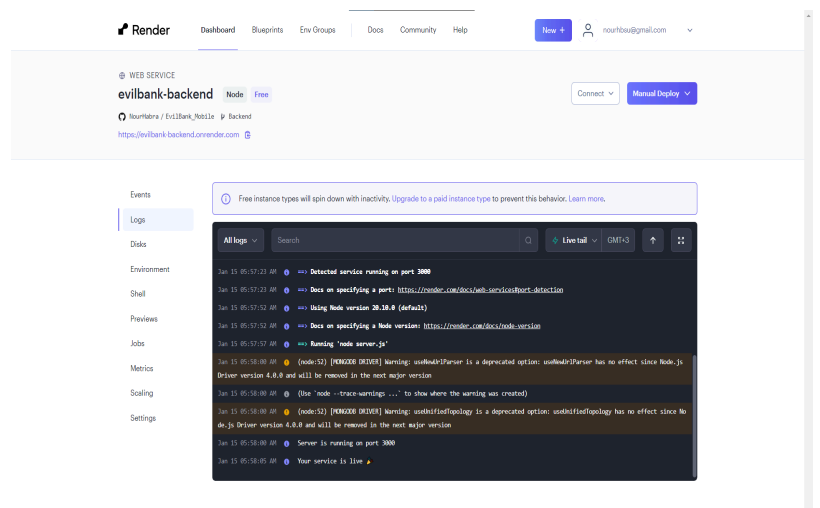 Render
Dashboard Blueprints Env Groups Docs Community Help New + nourhbsu@gmail.com
WEB SERVICE
evilbank-backend Node Free
Connect Manual Deploy
NourHabra / EvilBank_Mobile Backend
https://evilbank-backend.onrender.com
Events
Logs
Disks
Environment
Shell
Previews
Jobs
Metrics
Scaling
Settings
Free instance types will spin down with inactivity. Upgrade to a paid instance type to prevent this behavior. Learn more.
All logs Search Live tail GMT+3
Jan 15 05:57:23 AM ==> Detected service running on port 3000
Jan 15 05:57:23 AM ==> Docs on specifying a port: https://render.com/docs/web-services#port-detection
Jan 15 05:57:52 AM ==> Using Node version 20.10.0 (default)
Jan 15 05:57:52 AM ==> Docs on specifying a Node version: https://render.com/docs/node-version
Jan 15 05:57:57 AM ==> Running 'node server.js'
Jan 15 05:58:00 AM (node:52) [MONGODB DRIVER] Warning: useNewUrlParser is a deprecated option: useNewUrlParser has no effect since Node.js
Driver version 4.0.0 and will be removed in the next major version
Jan 15 05:58:00 AM (Use `node --trace-warnings ...` to show where the warning was created)
Jan 15 05:58:00 AM (node:52) [MONGODB DRIVER] Warning: useUnifiedTopology is a deprecated option: useUnifiedTopology has no effect since No
de.js Driver version 4.0.0 and will be removed in the next major version
Jan 15 05:58:00 AM Server is running on port 3000
Jan 15 05:58:05 AM Your service is live 🎉